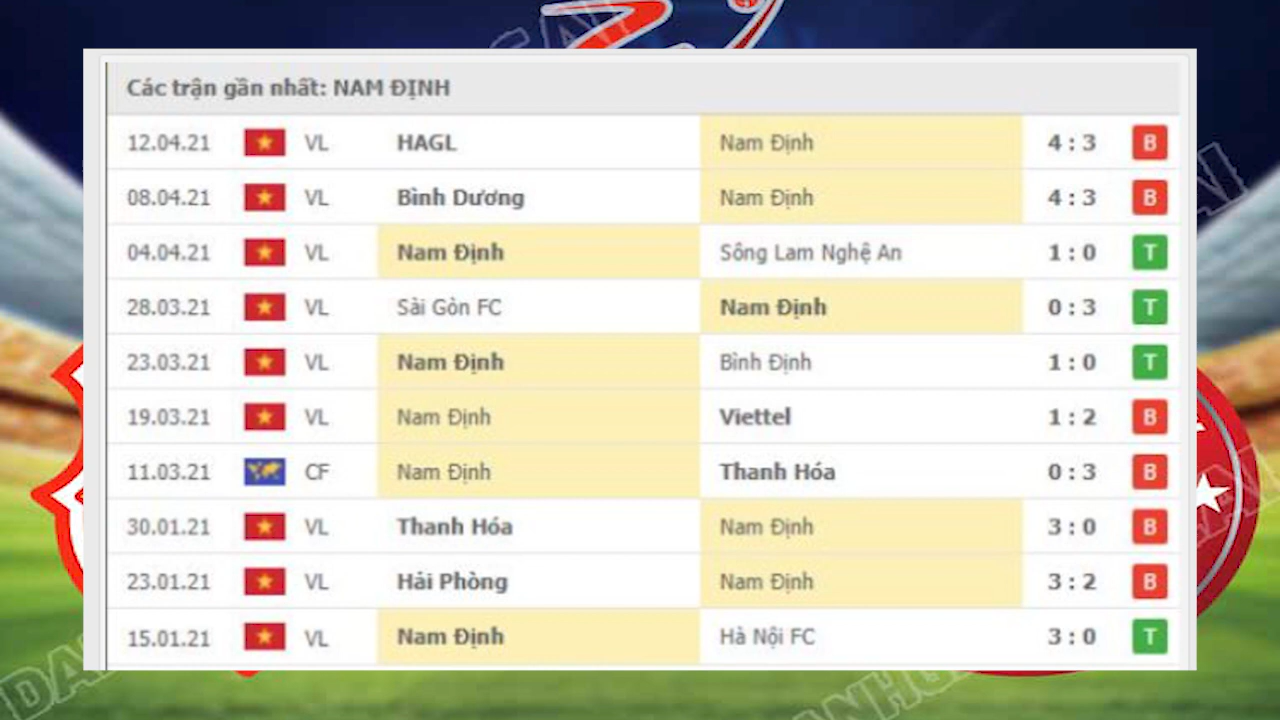 Các trận gần nhất: NAM ĐỊNH
12.04.21 VL HAGL Nam Định 4 : 3 B
08.04.21 VL Bình Dương Nam Định 4 : 3 B
04.04.21 VL Nam Định Sông Lam Nghệ An 1 : 0 T
28.03.21 VL Sài Gòn FC Nam Định 0 : 3 T
23.03.21 VL Nam Định Bình Định 1 : 0 T
19.03.21 VL Nam Định Viettel 1 : 2 B
11.03.21 CF Nam Định Thanh Hóa 0 : 3 B
30.01.21 VL Thanh Hóa Nam Định 3 : 0 B
23.01.21 VL Hải Phòng Nam Định 3 : 2 B
15.01.21 VL Nam Định Hà Nội FC 3 : 0 T